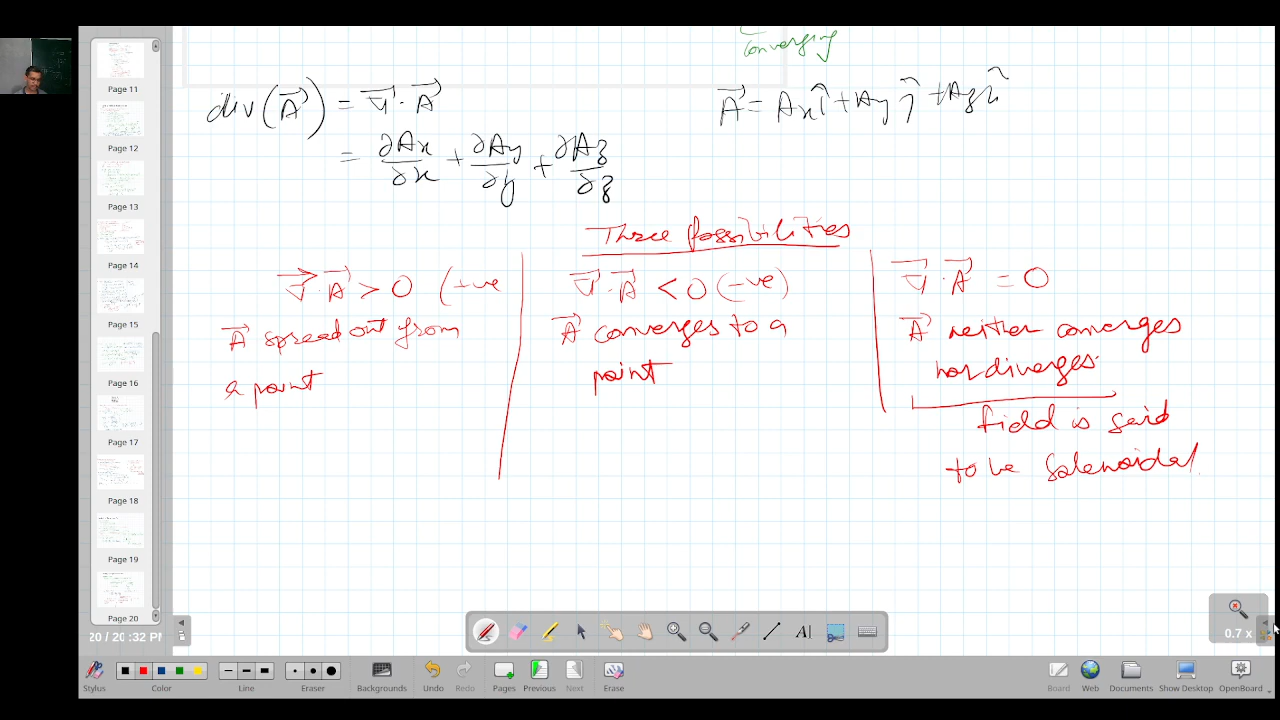 Converging
div(A⃗) = ∇⃗·A⃗
A⃗ = Ax î + Ay ĵ + Az k̂
= ∂Ax/∂x + ∂Ay/∂y + ∂Az/∂z
Three possibilities
∇⃗·A⃗ > 0 (+ve
A⃗ spread out from
a point
∇⃗·A⃗ < 0 (-ve)
A⃗ converges to a
point
∇⃗·A⃗ = 0
A⃗ neither converges
nor diverges.
field is said
to be Solenoidal.
Page 11
Page 12
Page 13
Page 14
Page 15
Page 16
Page 17
Page 18
Page 19
Page 20
0.7 x
Stylus
Color
Line
Eraser
Backgrounds
Undo
Redo
Pages
Previous
Next
Erase
Board
Web
Documents
Show Desktop
OpenBoard